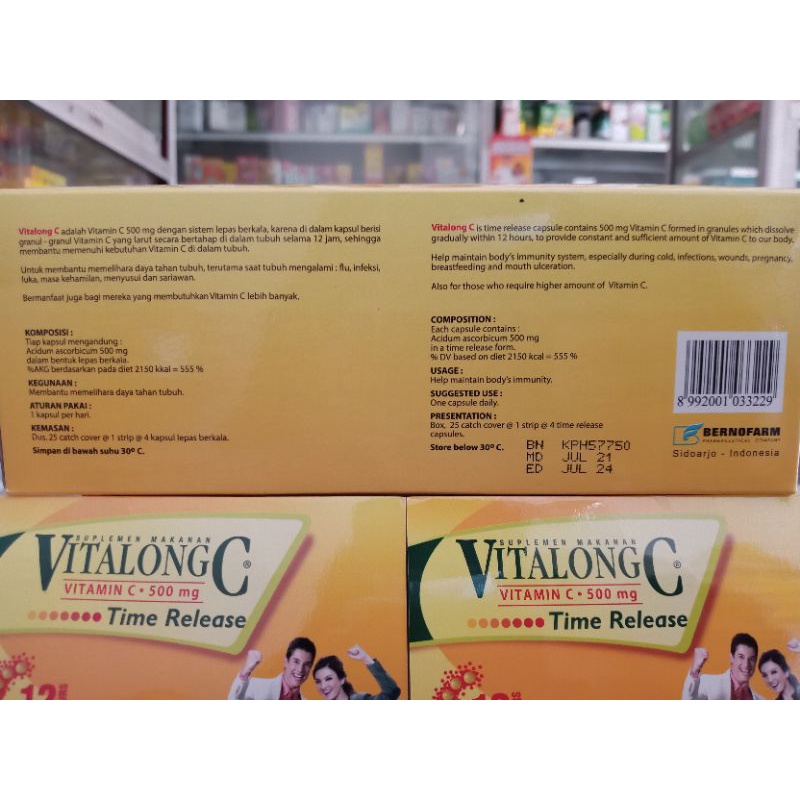 Vitalong C adalah Vitamin C 500 mg dengan sistem lepas berkala, karena di dalam kapsul berisi
granul - granul Vitamin C yang larut secara bertahap di dalam tubuh selama 12 jam, sehingga
membantu memenuhi kebutuhan Vitamin C di dalam tubuh.
Untuk membantu memelihara daya tahan tubuh, terutama saat tubuh mengalami : flu, infeksi,
luka, masa kehamilan, menyusui dan sariawan.
Bermanfaat juga bagi mereka yang membutuhkan Vitamin C lebih banyak.
KOMPOSISI :
Tiap kapsul mengandung :
Acidum ascorbicum 500 mg
dalam bentuk lepas berkala.
%AKG berdasarkan pada diet 2150 kkal = 555 %
KEGUNAAN :
Membantu memelihara daya tahan tubuh.
ATURAN PAKAI :
1 kapsul per hari.
KEMASAN :
Dus, 25 catch cover @ 1 strip @ 4 kapsul lepas berkala.
Simpan di bawah suhu 30° C.
Vitalong C is time release capsule contains 500 mg Vitamin C formed in granules which dissolve
gradually within 12 hours, to provide constant and sufficient amount of Vitamin C to our body.
Help maintain body's immunity system, especially during cold, infections, wounds, pregnancy,
breastfeeding and mouth ulceration.
Also for those who require higher amount of Vitamin C.
COMPOSITION :
Each capsule contains :
Acidum ascorbicum 500 mg
in a time release form.
% DV based on diet 2150 kcal = 555 %
USAGE :
Help maintain body's immunity.
SUGGESTED USE :
One capsule daily.
PRESENTATION :
Box, 25 catch cover @ 1 strip @ 4 time release
capsules.
Store below 30° C.
BN KPH57750
MD JUL 21
ED JUL 24
8 992001 033229
BERNOFARM
PHARMACEUTICAL COMPANY
Sidoarjo - Indonesia
SUPLEMEN MAKANAN
VITALONG C®
VITAMIN C • 500 mg
Time Release
12 HRS
SUPLEMEN MAKANAN
VITALONG C®
VITAMIN C • 500 mg
Time Release